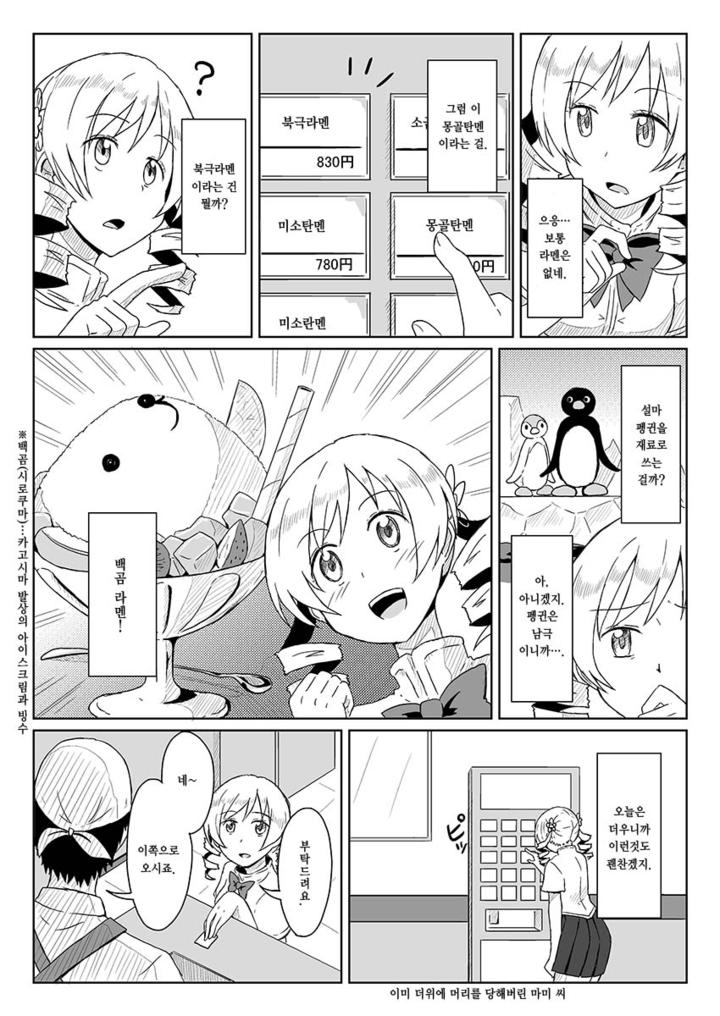 으응…
보통
라멘은
없네.
그럼 이
몽골탄멘
이라는 걸.
북극라멘
830円
미소탄멘
780円
미소란멘
소금
몽골탄멘
0円
?
북극라멘
이라는 건
뭘까?
설마
펭귄을
재료로
쓰는
걸까?
아,
아니겠지.
펭귄은
남극
이니까….
백곰 라멘!
※백곰(시로쿠마)…카고시마 발상의 아이스크림과 빙수
오늘은
더우니까
이런것도
괜찮겠지.
ピッ
부탁드려요.
네~
이쪽으로
오시죠.
이미 더위에 머리를 당해버린 마미 씨